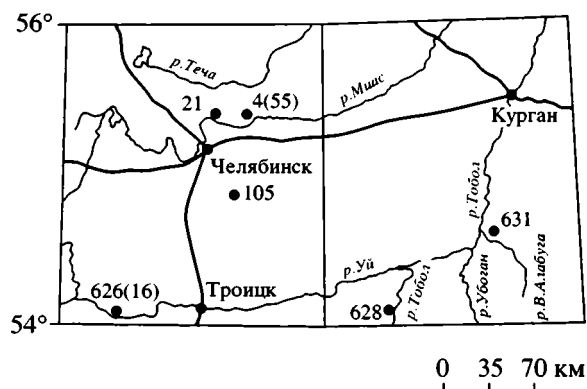 56°
р.Теча
21
4(55)
р.Миас
Курган
Челябинск
105
р.Тобол
631
р.Уй
626(16)
Троицк
р.Тобол
р.Убоган
р.В.Алабуга
628
54°
0 35 70 км